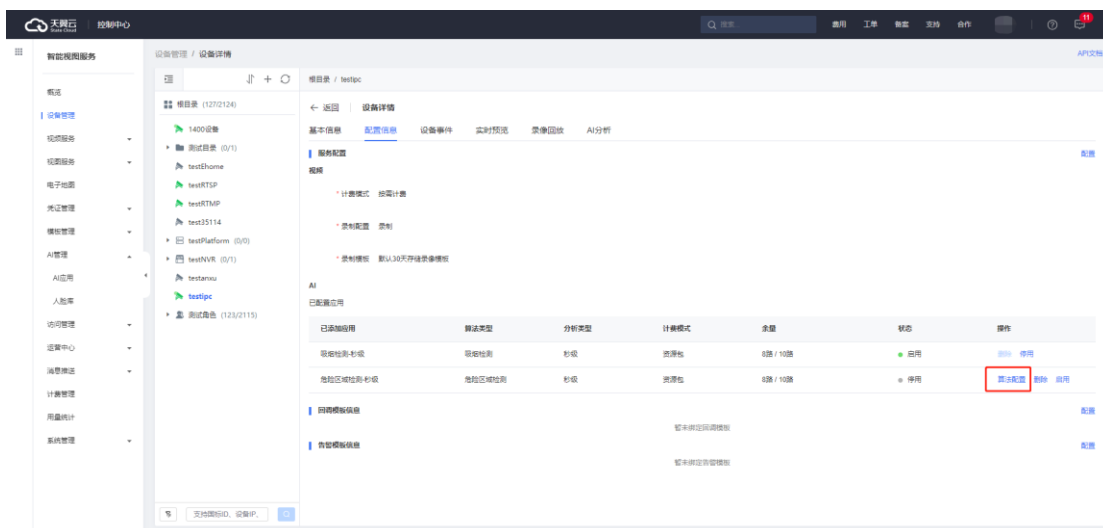 天翼云 控制中心 搜索... 费用 工单 备案 支持 合作 11
State Cloud
智能视图服务
概览
设备管理
视频服务
视图服务
电子地图
凭证管理
模板管理
AI管理
AI应用
人脸库
访问管理
运营中心
消息推送
计费管理
用量统计
系统管理
设备管理 / 设备详情 API文档
根目录 (127/2124)
1400设备
测试目录 (0/1)
testEhome
testRTSP
testRTMP
test35114
testPlatform (0/0)
testNVR (0/1)
testanxu
testipc
测试角色 (123/2115)
支持国标ID、设备IP、
根目录 / testipc
返回 设备详情
基本信息 配置信息 设备事件 实时预览 录像回放 AI分析
服务配置 配置
视频
* 计费模式 按需计费
* 录制配置 录制
* 录制模板 默认30天存储录像模板
AI
已配置应用
已添加应用 算法类型 分析类型 计费模式 余量 状态 操作
吸烟检测-秒级 吸烟检测 秒级 资源包 8路 / 10路 启用 删除 停用
危险区域检测-秒级 危险区域检测 秒级 资源包 8路 / 10路 停用 算法配置 删除 启用
回调模板信息 配置
暂未绑定回调模板
告警模板信息 配置
暂未绑定告警模板